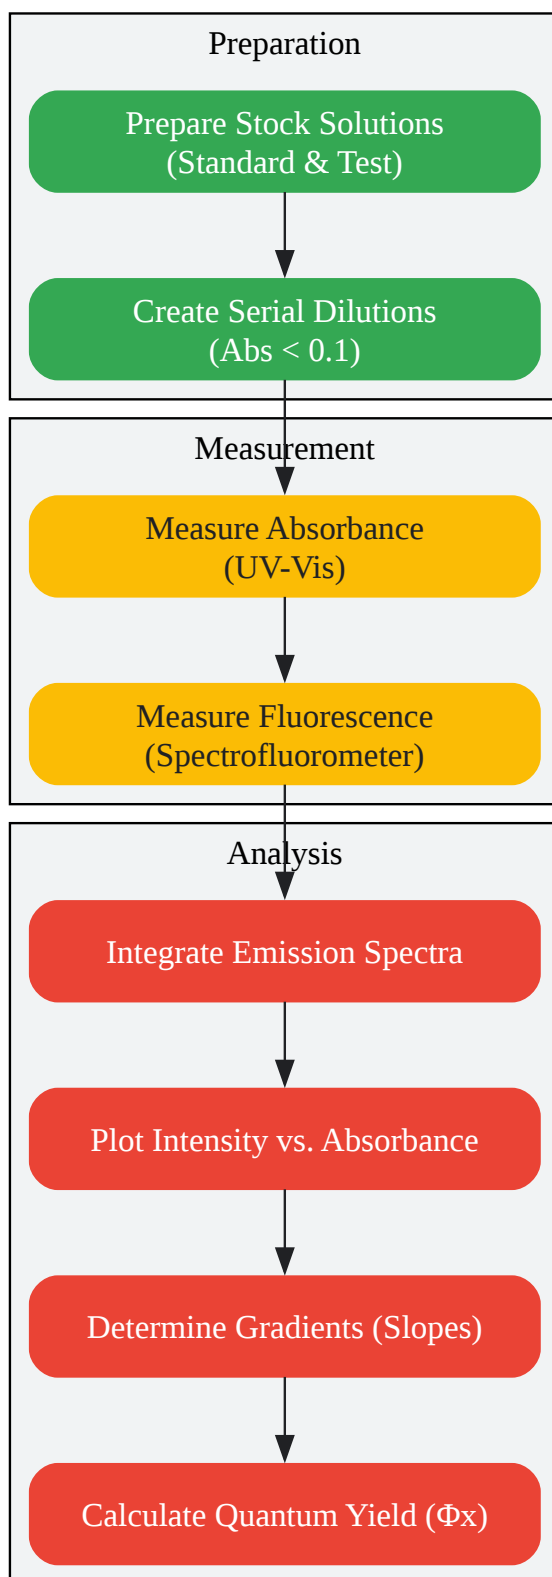 Preparation
Prepare Stock Solutions
(Standard & Test)
Create Serial Dilutions
(Abs < 0.1)
Measurement
Measure Absorbance
(UV-Vis)
Measure Fluorescence
(Spectrofluorometer)
Analysis
Integrate Emission Spectra
Plot Intensity vs. Absorbance
Determine Gradients (Slopes)
Calculate Quantum Yield (Φx)